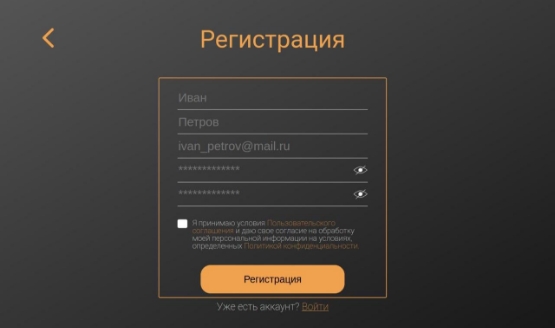 Регистрация
Иван
Петров
ivan_petrov@mail.ru
*************
*************
Я принимаю условия Пользовательского
соглашения и даю свое согласие на обработку
моей персональной информации на условиях,
определенных Политикой конфиденциальности.
Регистрация
Уже есть аккаунт? Войти